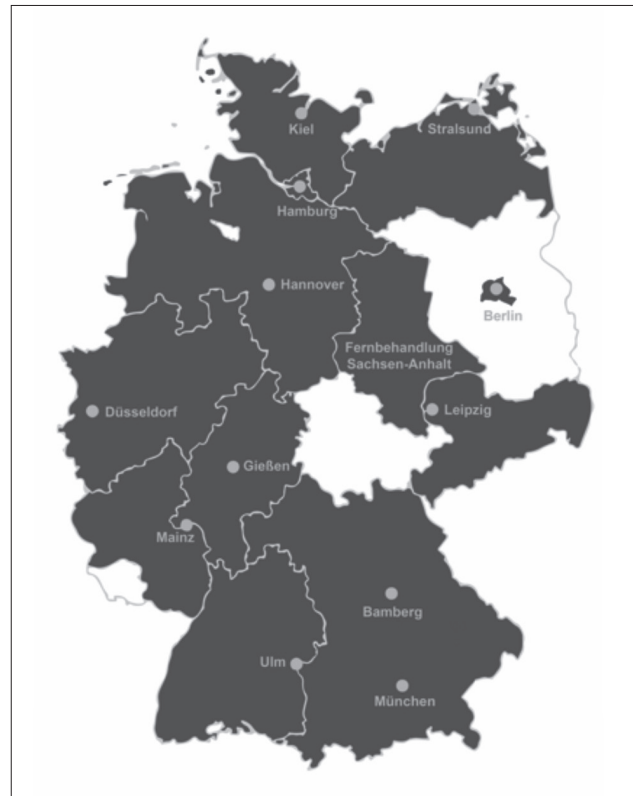 Kiel
Stralsund
Hamburg
Hannover
Berlin
Fernbehandlung
Sachsen-Anhalt
Düsseldorf
Leipzig
Gießen
Mainz
Bamberg
Ulm
München